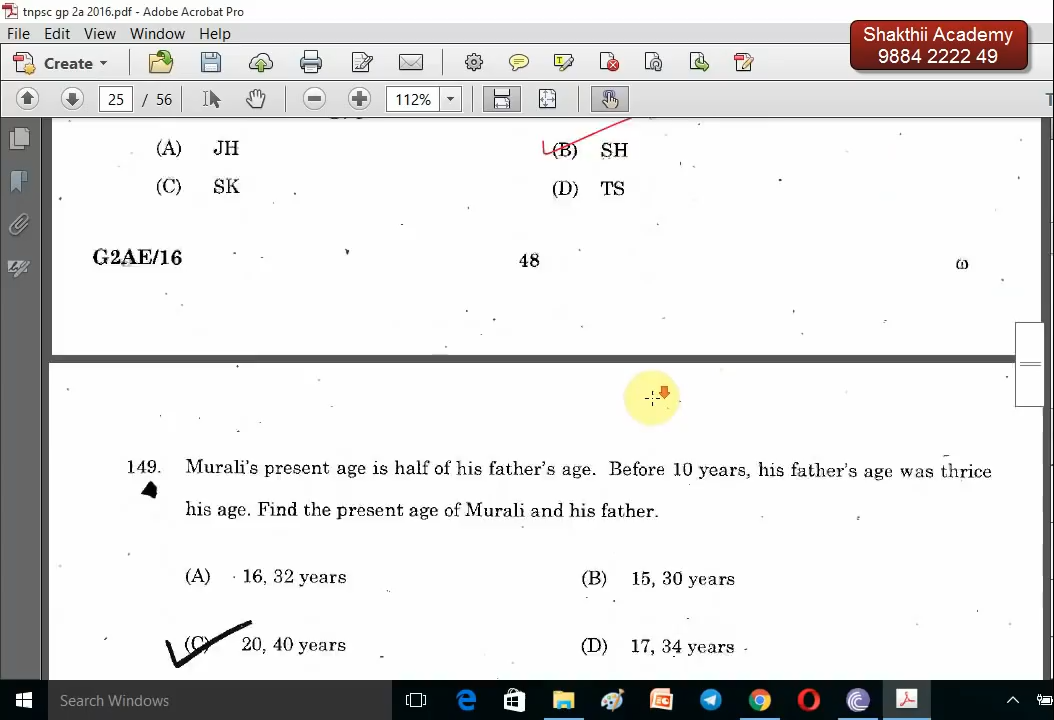 tnpsc gp 2a 2016.pdf - Adobe Acrobat Pro
File Edit View Window Help
Shakthii Academy
9884 2222 49
Create
25 / 56
112%
(A) JH
(B) SH
(C) SK
(D) TS
G2AE/16
48
ω
149. Murali's present age is half of his father's age. Before 10 years, his father's age was thrice
his age. Find the present age of Murali and his father.
(A) 16, 32 years
(B) 15, 30 years
(C) 20, 40 years
(D) 17, 34 years
Search Windows